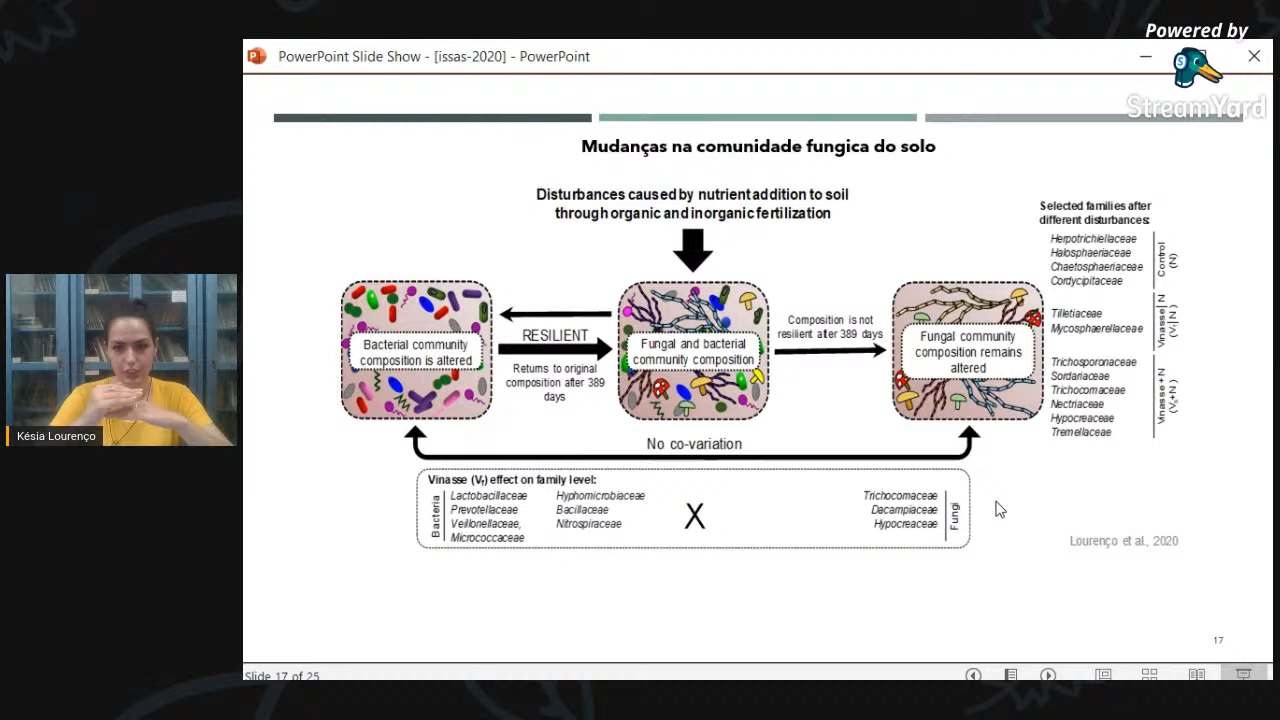 Powered by
StreamYard
PowerPoint Slide Show - [issas-2020] - PowerPoint
Mudanças na comunidade fungica do solo
Disturbances caused by nutrient addition to soil
through organic and inorganic fertilization
Bacterial community
composition is altered
RESILIENT
Returns to original
composition after 389
days
Fungal and bacterial
community composition
Composition is not
resilient after 389 days
Fungal community
composition remains
altered
Selected families after
different disturbances:
Herpotrichiellaceae
Halosphaeriaceae
Chaetosphaeriaceae
Cordycipitaceae
Control
(N)
Tilletiaceae
Mycosphaerellaceae
Vinasse|N
(Vf|N)
Trichosporonaceae
Sordariaceae
Trichocomaceae
Nectriaceae
Hypocreaceae
Tremellaceae
Vinasse+N
No co-variation
Vinasse (Vf) effect on family level:
Bacteria
Lactobacillaceae
Prevotellaceae
Veillonellaceae,
Micrococcaceae
Hyphomicrobiaceae
Bacillaceae
Nitrospiraceae
X
Trichocomaceae
Dacampiaceae
Hypocreaceae
Fungi
Lourenço et al., 2020
17
Slide 17 of 25
Késia Lourenço